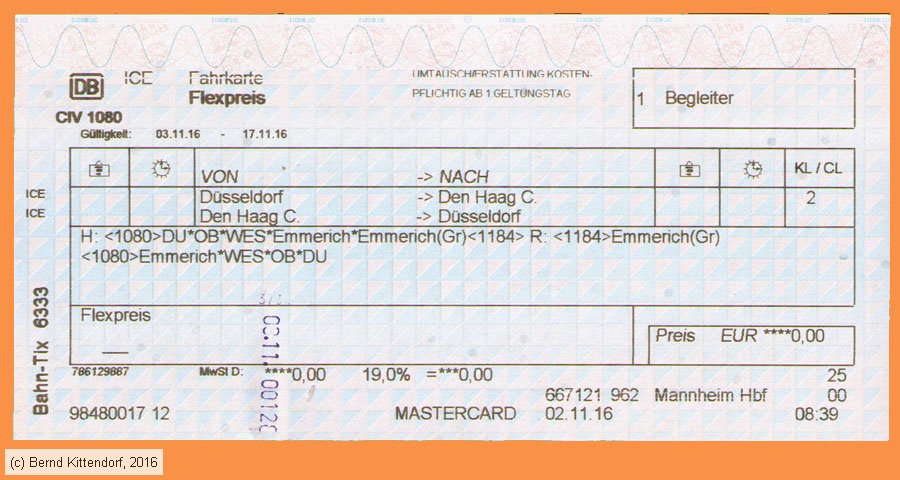 DB ICE Fahrkarte UMTAUSCH/ERSTATTUNG KOSTEN-
Flexpreis PFLICHTIG AB 1.GELTUNGSTAG
1 Begleiter
CIV 1080
Gültigkeit: 03.11.16 - 17.11.16
VON -> NACH KL / CL
ICE Düsseldorf -> Den Haag C. 2
ICE Den Haag C. -> Düsseldorf
H: <1080>DU*OB*WES*Emmerich*Emmerich(Gr)<1184> R: <1184>Emmerich(Gr)
<1080>Emmerich*WES*OB*DU
Flexpreis
Preis EUR ****0,00
786129887 MwSt D: ****0,00 19,0% =***0,00 25
667121 962 Mannheim Hbf 00
98480017 12 MASTERCARD 02.11.16 08:39
Bahn-Tix 6333
(c) Bernd Kittendorf, 2016